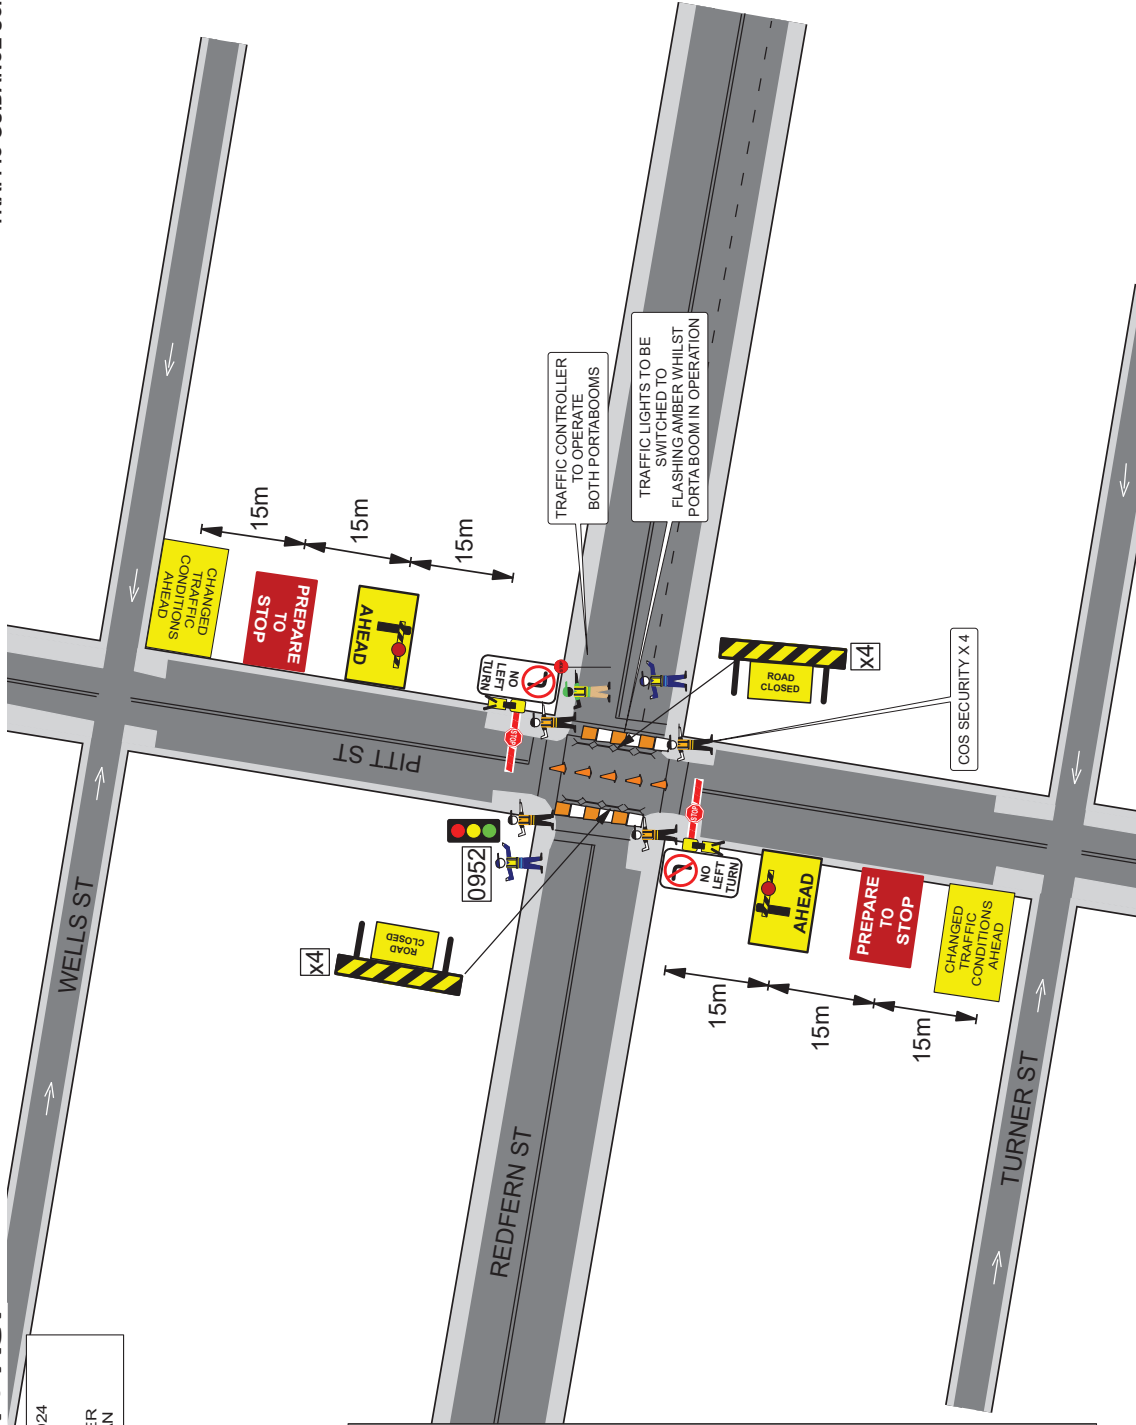 WELLS ST
PITT ST
REDFERN ST
TURNER ST
CHANGED
TRAFFIC
CONDITIONS
AHEAD
PREPARE
TO
STOP
AHEAD
15m
15m
15m
NO
LEFT
TURN
STOP
TRAFFIC CONTROLLER
TO OPERATE
BOTH PORTABOOMS
TRAFFIC LIGHTS TO BE
SWITCHED TO
FLASHING AMBER WHILST
PORTA BOOM IN OPERATION
0952
x4
ROAD
CLOSED
x4
ROAD
CLOSED
COS SECURITY X 4
STOP
NO
LEFT
TURN
AHEAD
PREPARE
TO
STOP
CHANGED
TRAFFIC
CONDITIONS
AHEAD
15m
15m
15m
024
ER
AN